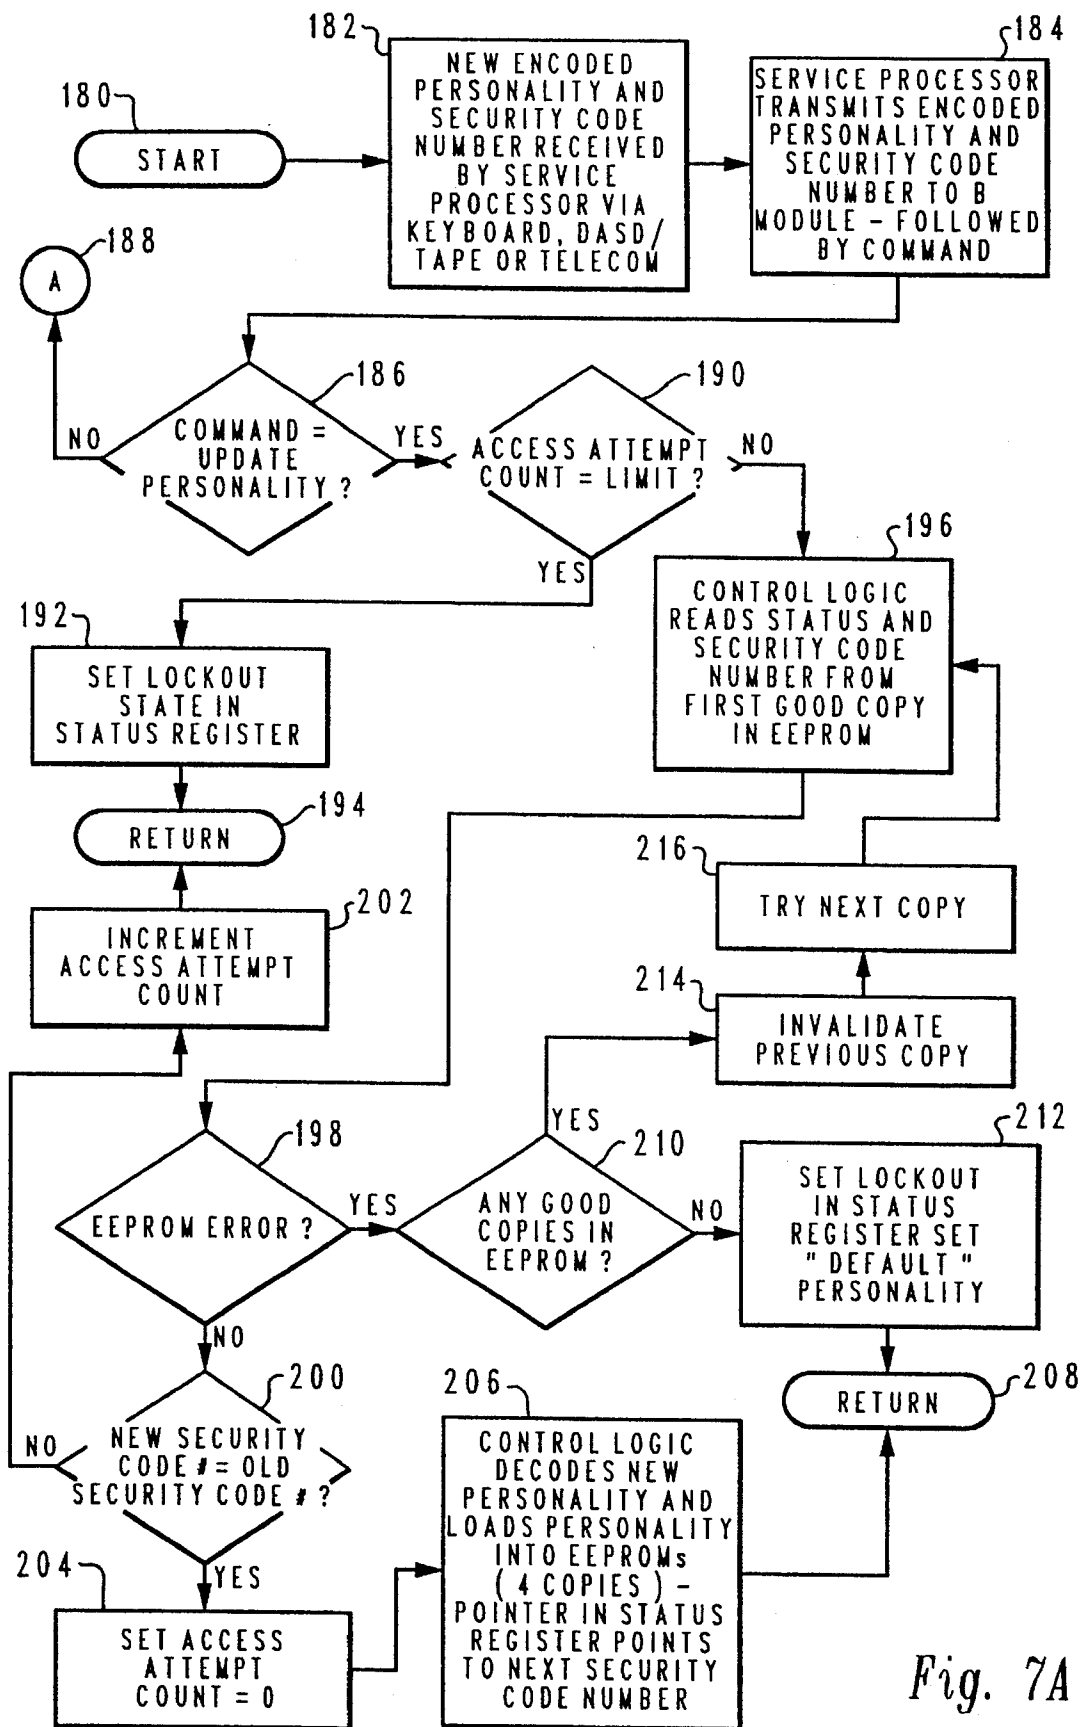 180
START
182
NEW ENCODED
PERSONALITY AND
SECURITY CODE
NUMBER RECEIVED
BY SERVICE
PROCESSOR VIA
KEYBOARD, DASD/
TAPE OR TELECOM
184
SERVICE PROCESSOR
TRANSMITS ENCODED
PERSONALITY AND
SECURITY CODE
NUMBER TO B
MODULE - FOLLOWED
BY COMMAND
188
A
186
COMMAND =
UPDATE
PERSONALITY ?
NO
YES
190
ACCESS ATTEMPT
COUNT = LIMIT ?
NO
YES
192
SET LOCKOUT
STATE IN
STATUS REGISTER
194
RETURN
196
CONTROL LOGIC
READS STATUS AND
SECURITY CODE
NUMBER FROM
FIRST GOOD COPY
IN EEPROM
202
INCREMENT
ACCESS ATTEMPT
COUNT
216
TRY NEXT COPY
214
INVALIDATE
PREVIOUS COPY
198
EEPROM ERROR ?
YES
NO
210
ANY GOOD
COPIES IN
EEPROM ?
YES
NO
212
SET LOCKOUT
IN STATUS
REGISTER SET
" DEFAULT "
PERSONALITY
208
RETURN
200
NEW SECURITY
CODE # = OLD
SECURITY CODE # ?
NO
YES
204
SET ACCESS
ATTEMPT
COUNT = 0
206
CONTROL LOGIC
DECODES NEW
PERSONALITY AND
LOADS PERSONALITY
INTO EEPROMs
( 4 COPIES ) -
POINTER IN STATUS
REGISTER POINTS
TO NEXT SECURITY
CODE NUMBER
Fig. 7A